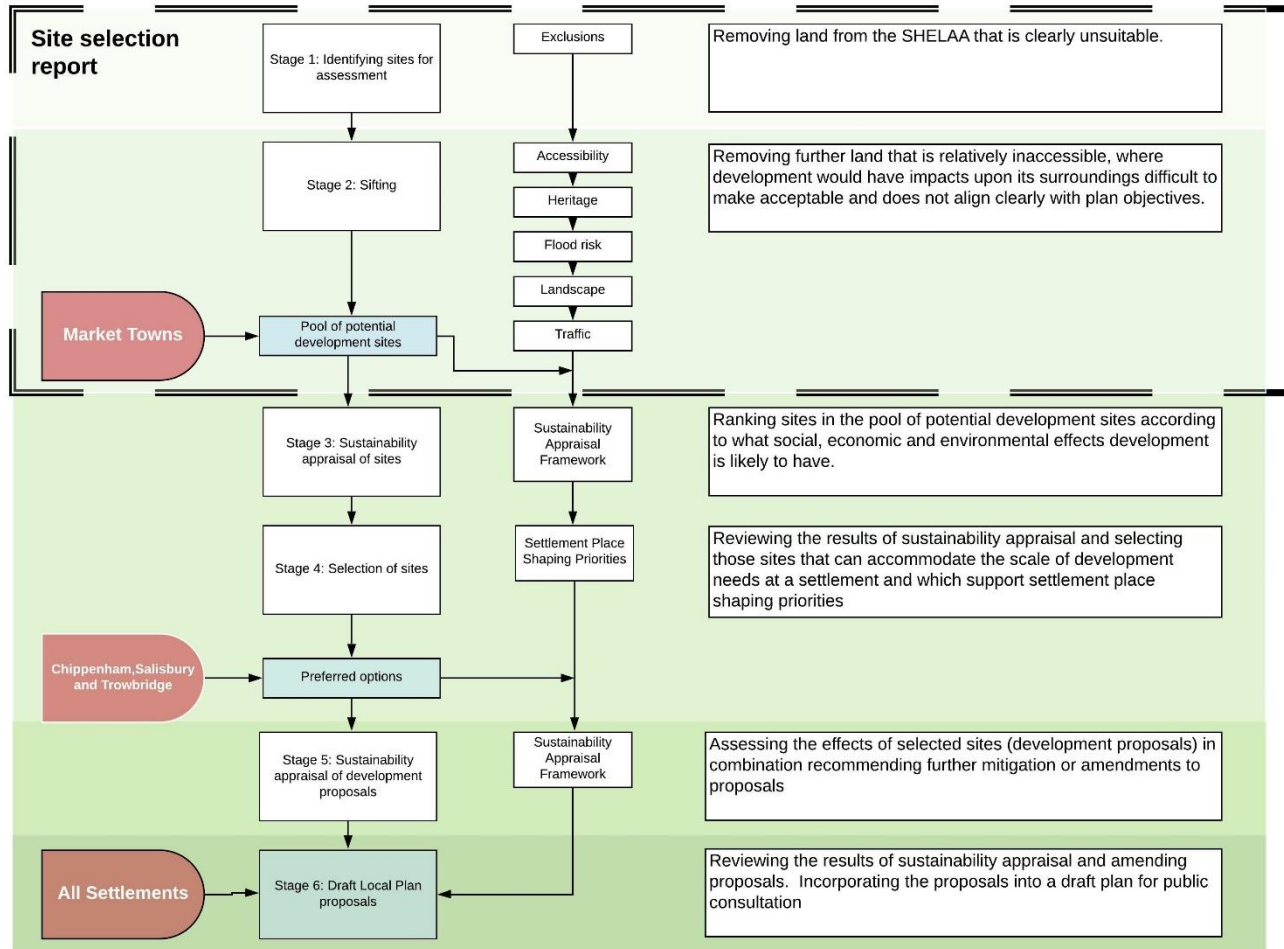 Site selection
report
Stage 1: Identifying sites for
assessment
Exclusions
Removing land from the SHELAA that is clearly unsuitable.
Stage 2: Sifting
Accessibility
Heritage
Flood risk
Landscape
Traffic
Removing further land that is relatively inaccessible, where
development would have impacts upon its surroundings difficult to
make acceptable and does not align clearly with plan objectives.
Market Towns
Pool of potential
development sites
Stage 3: Sustainability
appraisal of sites
Sustainability
Appraisal
Framework
Ranking sites in the pool of potential development sites according
to what social, economic and environmental effects development
is likely to have.
Stage 4: Selection of sites
Settlement Place
Shaping Priorities
Reviewing the results of sustainability appraisal and selecting
those sites that can accommodate the scale of development
needs at a settlement and which support settlement place
shaping priorities
Chippenham,Salisbury
and Trowbridge
Preferred options
Stage 5: Sustainability
appraisal of development
proposals
Sustainability
Appraisal
Framework
Assessing the effects of selected sites (development proposals) in
combination recommending further mitigation or amendments to
proposals
All Settlements
Stage 6: Draft Local Plan
proposals
Reviewing the results of sustainability appraisal and amending
proposals.  Incorporating the proposals into a draft plan for public
consultation